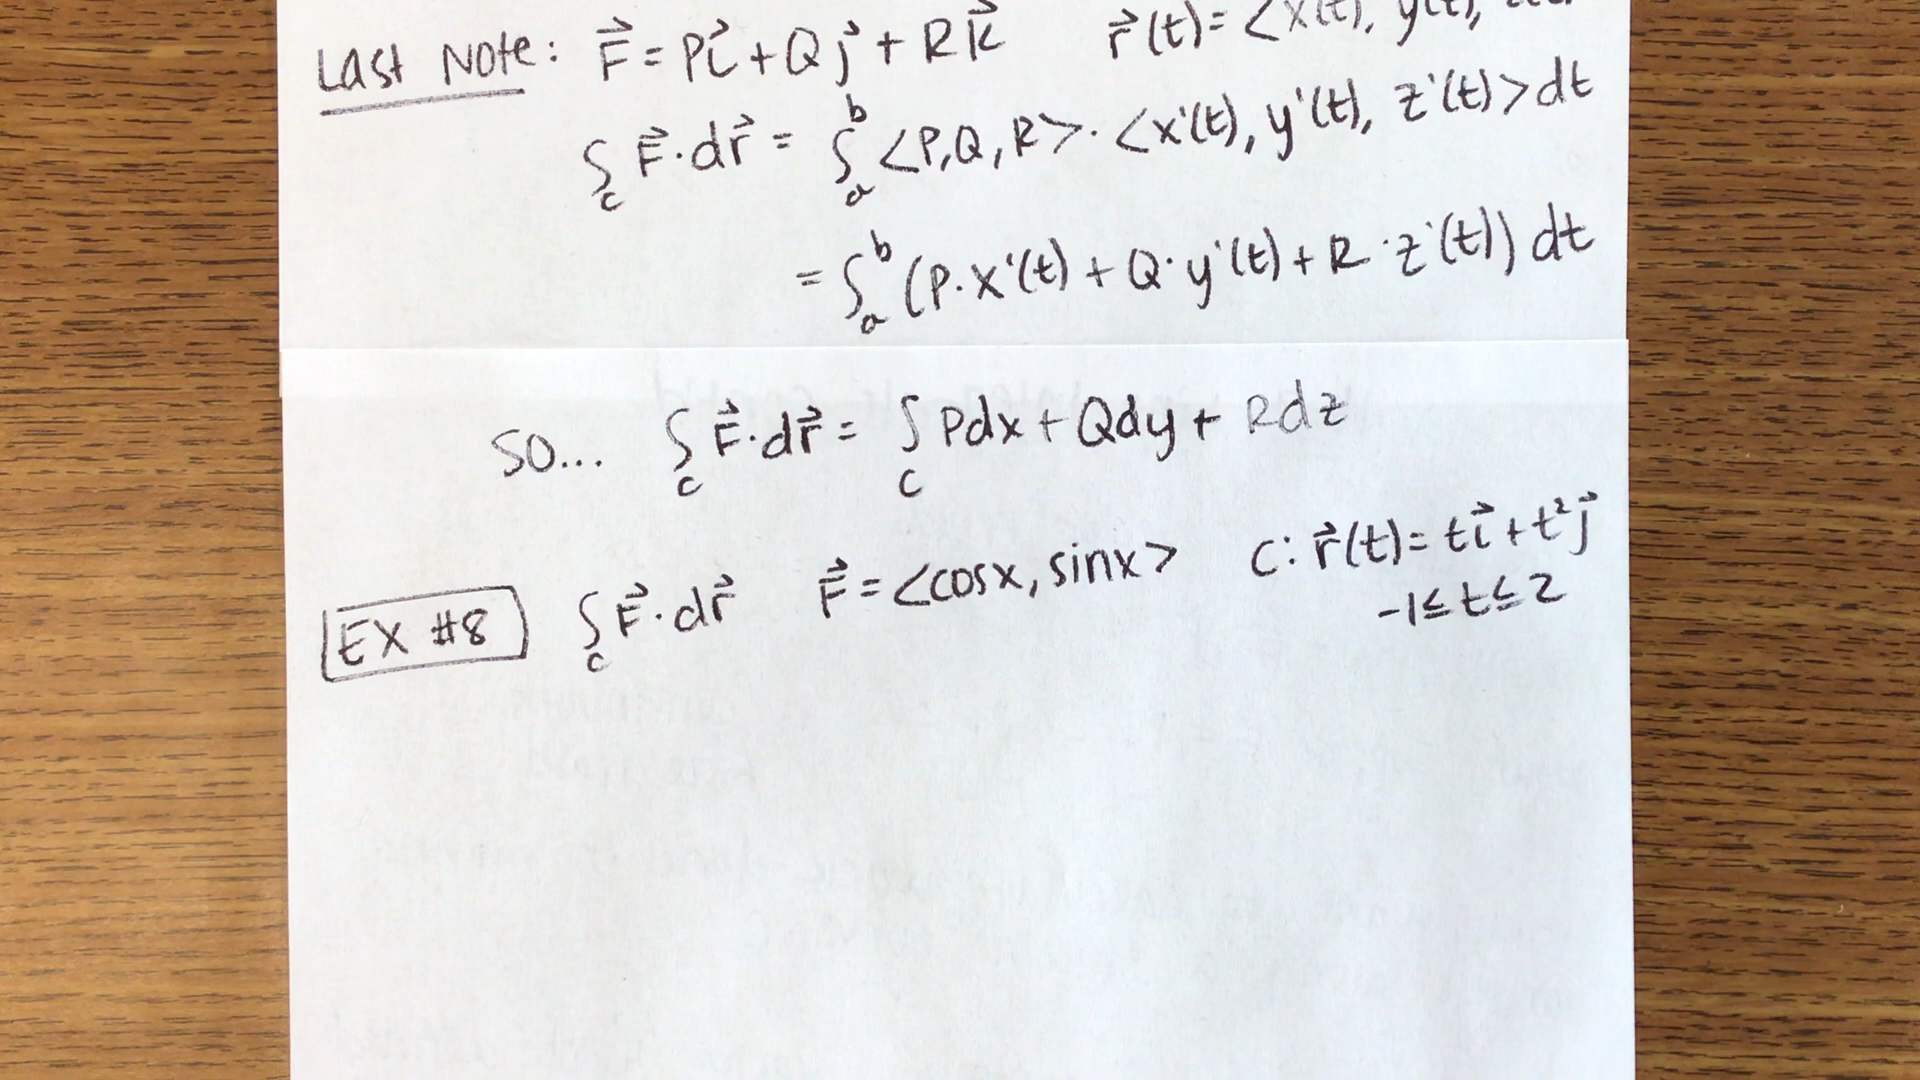 Last Note: F⃗ = Pi⃗ + Qj⃗ + Rk⃗ r⃗(t) = <x(t), y(t),
∫_C F⃗·dr⃗ = ∫_a^b <P,Q,R>·<x'(t), y'(t), z'(t)>dt
= ∫_a^b (P·x'(t) + Q·y'(t) + R·z'(t)) dt
SO... ∫_C F⃗·dr⃗ = ∫_C Pdx + Qdy + Rdz
EX #8 ∫_C F⃗·dr⃗ F⃗ = <cosx, sinx> C: r⃗(t) = ti⃗ + t²j⃗
-1≤t≤2